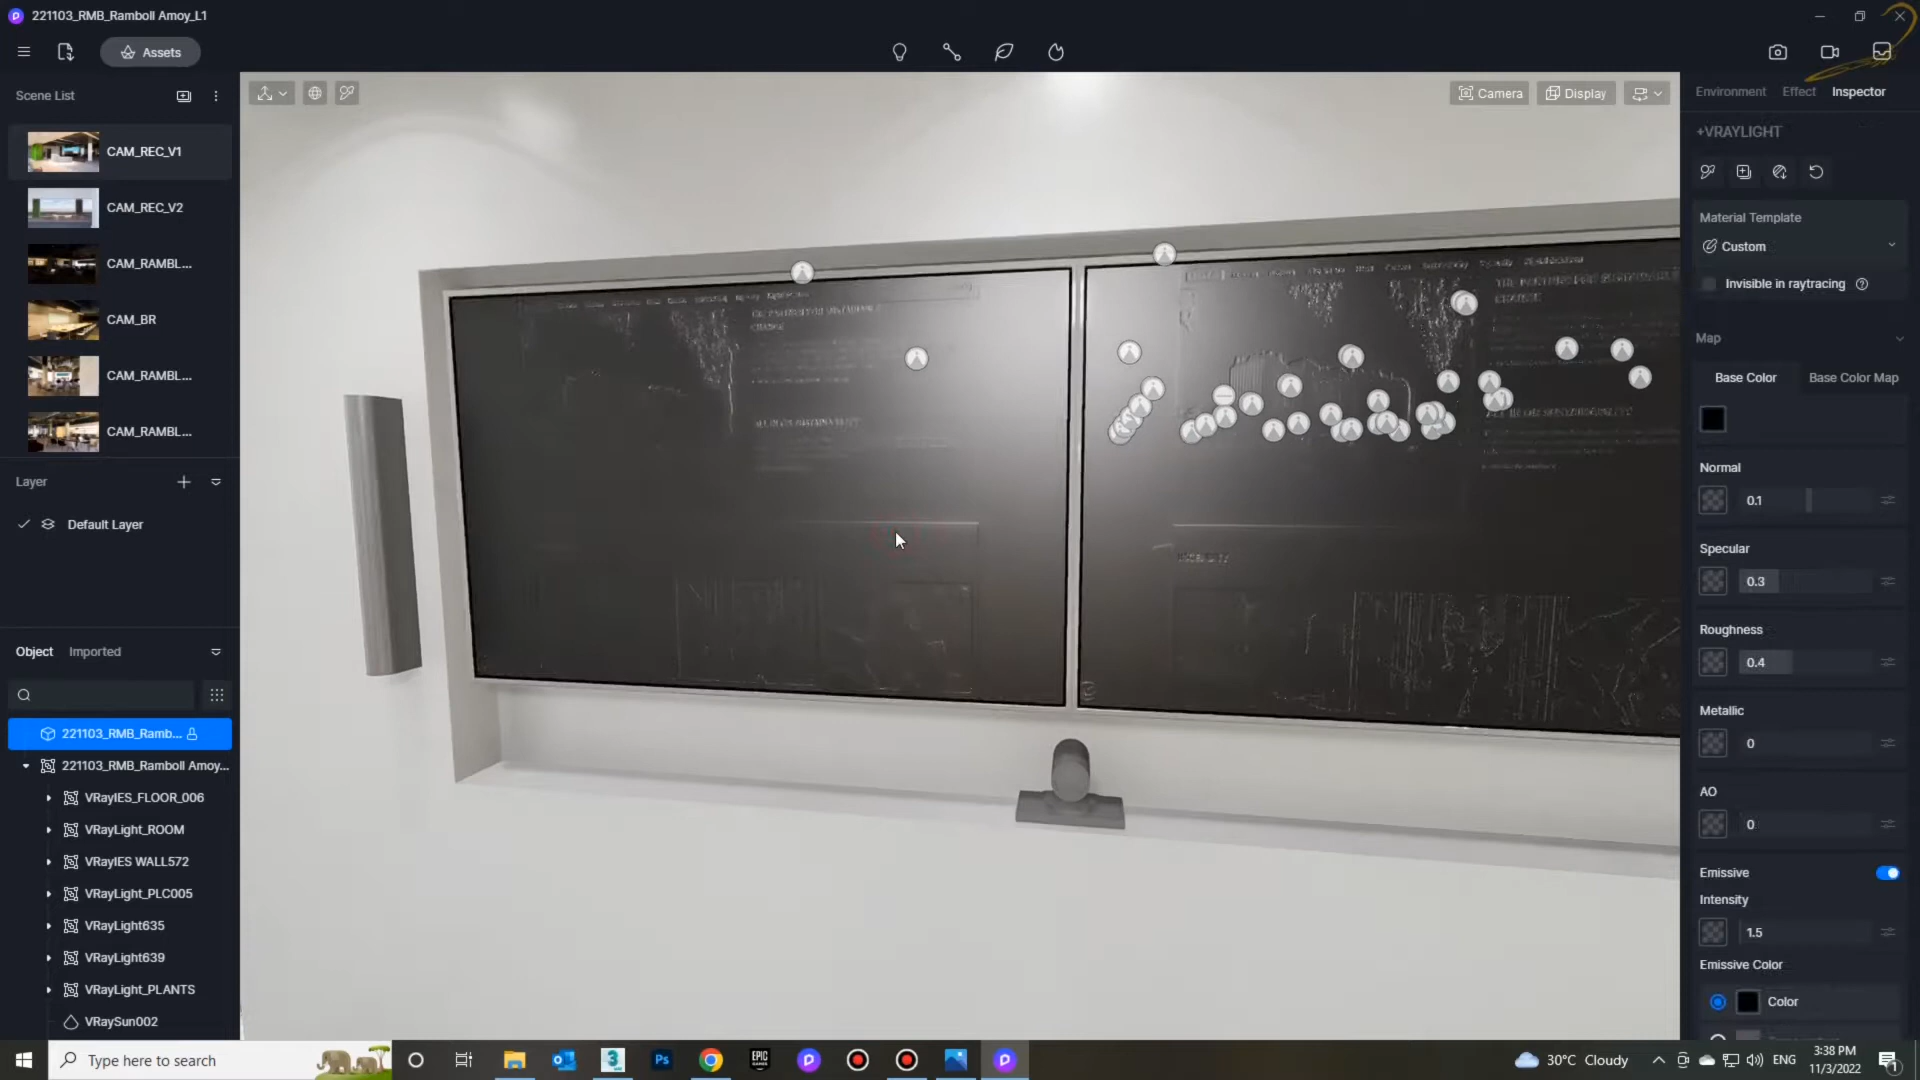 221103_RMB_Ramboll Amoy_L1
Assets
Scene List
CAM_REC_V1
CAM_REC_V2
CAM_RAMBL...
CAM_BR
CAM_RAMBL...
CAM_RAMBL...
Layer
Default Layer
Object Imported
221103_RMB_Ramb...
221103_RMB_Ramboll Amoy...
VRayIES_FLOOR_006
VRayLight_ROOM
VRayIES WALL572
VRayLight_PLC005
VRayLight635
VRayLight639
VRayLight_PLANTS
VRaySun002
Camera Display
Environment Effect Inspector
+VRAYLIGHT
Material Template
Custom
Invisible in raytracing
Map
Base Color Base Color Map
Normal
0.1
Specular
0.3
Roughness
0.4
Metallic
0
AO
0
Emissive
Intensity
1.5
Emissive Color
Color
Type here to search
Ps
EPIC GAMES
30°C Cloudy
ENG
3:38 PM
11/3/2022